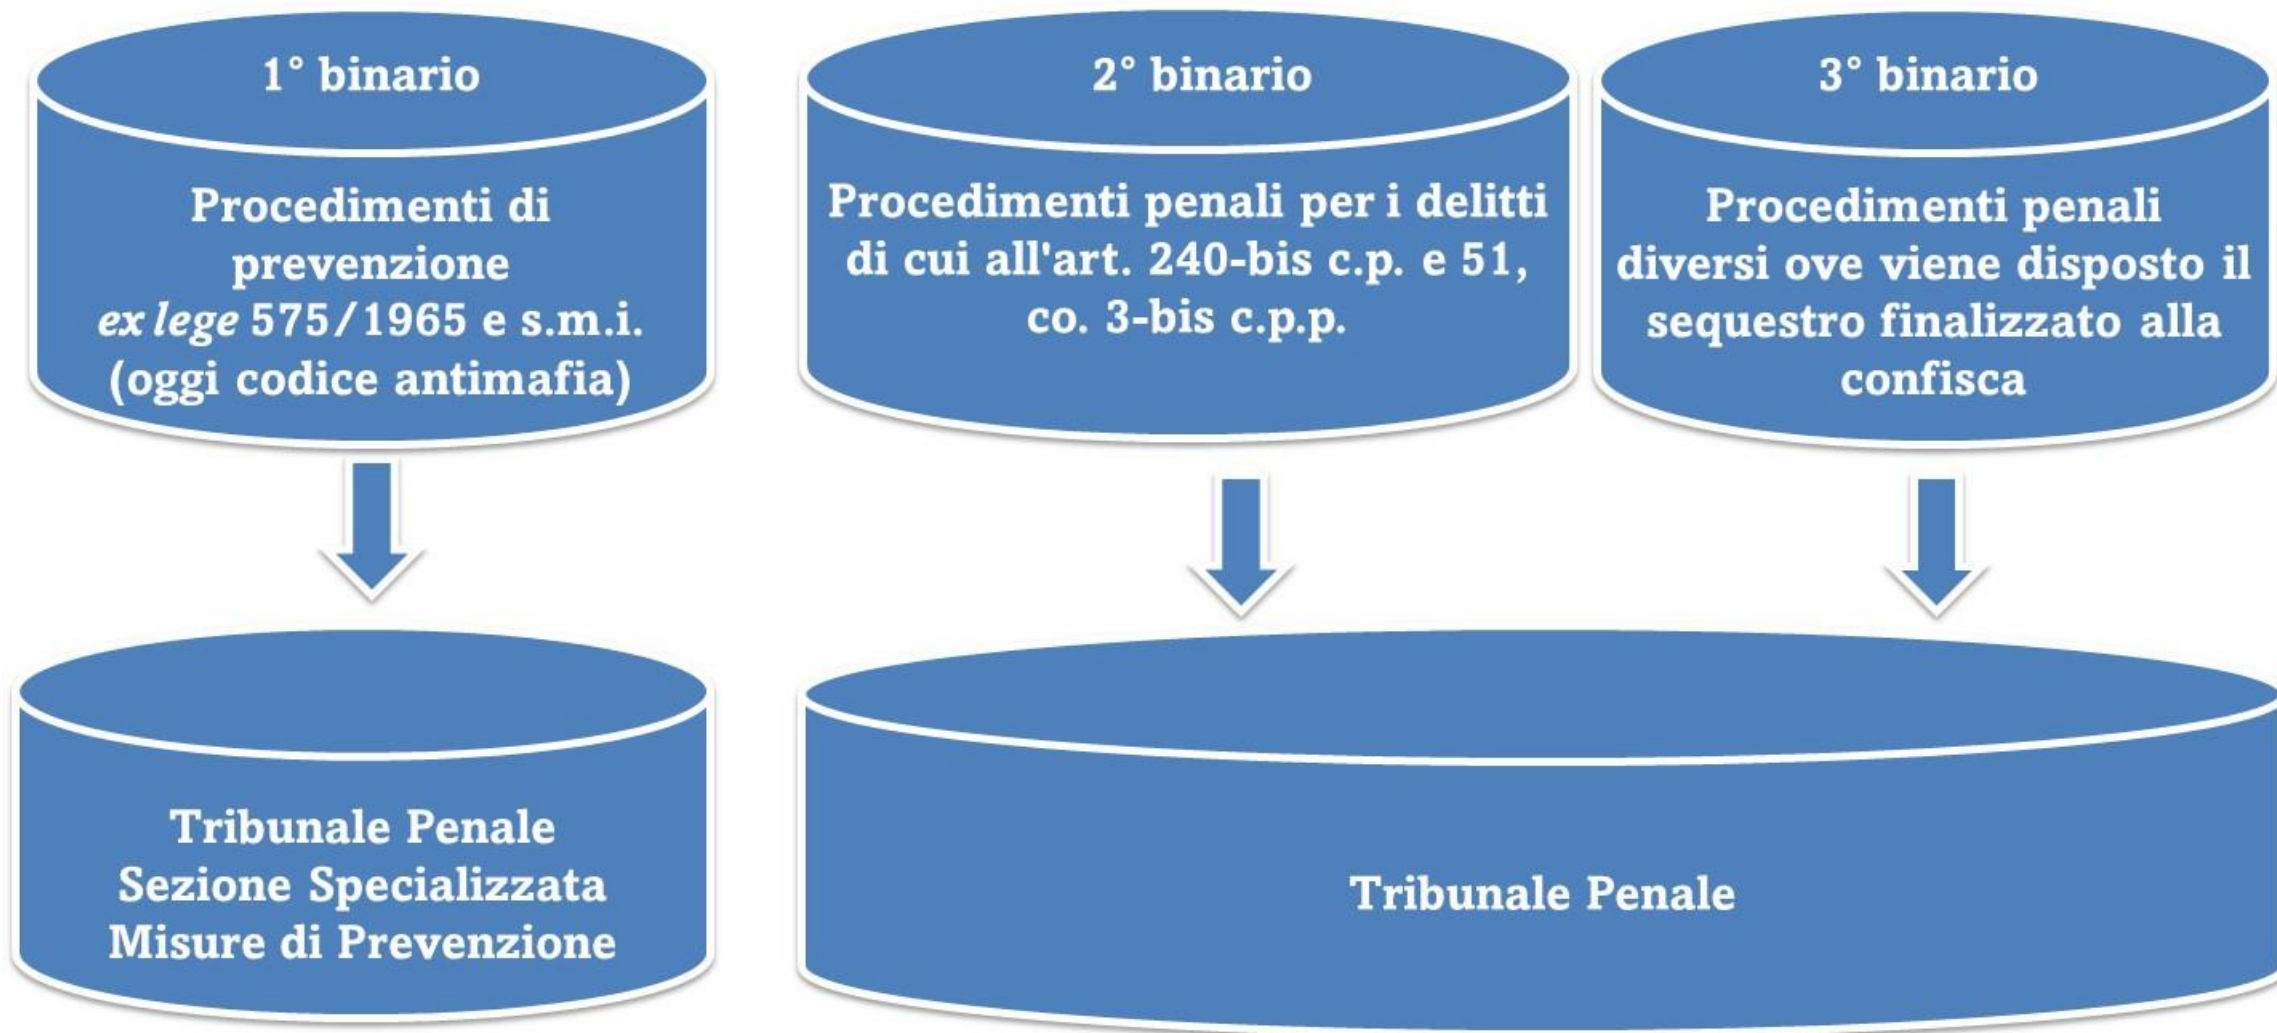 1° binario
Procedimenti di
prevenzione
ex lege 575/1965 e s.m.i.
(oggi codice antimafia)
2° binario
Procedimenti penali per i delitti
di cui all'art. 240-bis c.p. e 51,
co. 3-bis c.p.p.
3° binario
Procedimenti penali
diversi ove viene disposto il
sequestro finalizzato alla
confisca
Tribunale Penale
Sezione Specializzata
Misure di Prevenzione
Tribunale Penale